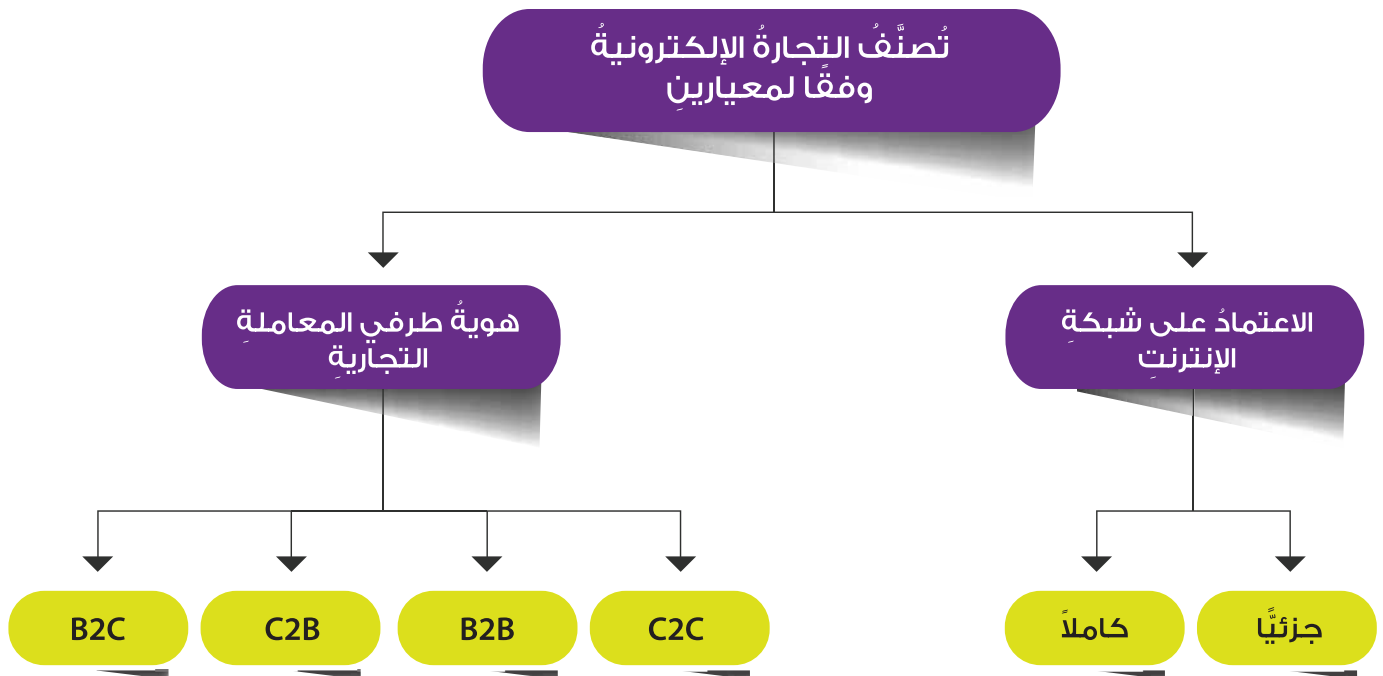 تُصنَّفُ التجارةُ الإلكترونيةُ
وفقًا لمعيارينِ
الاعتمادُ على شبكةِ
الإنترنتِ
هويةُ طرفي المعاملةِ
التجاريةِ
جزئيًّا
كاملاً
C2C
B2B
C2B
B2C